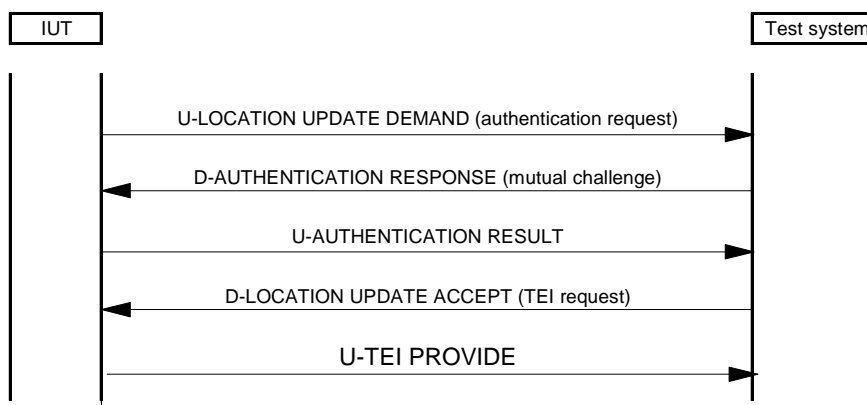 IUT
Test system
U-LOCATION UPDATE DEMAND (authentication request)
D-AUTHENTICATION RESPONSE (mutual challenge)
U-AUTHENTICATION RESULT
D-LOCATION UPDATE ACCEPT (TEI request)
U-TEI PROVIDE